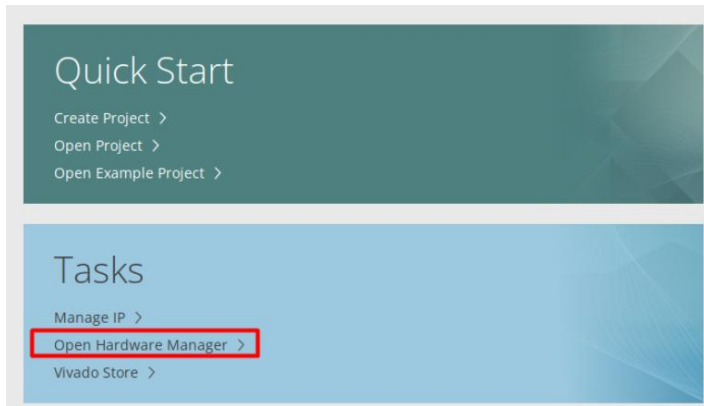 Quick Start
Create Project >
Open Project >
Open Example Project >
Tasks
Manage IP >
Open Hardware Manager >
Vivado Store >